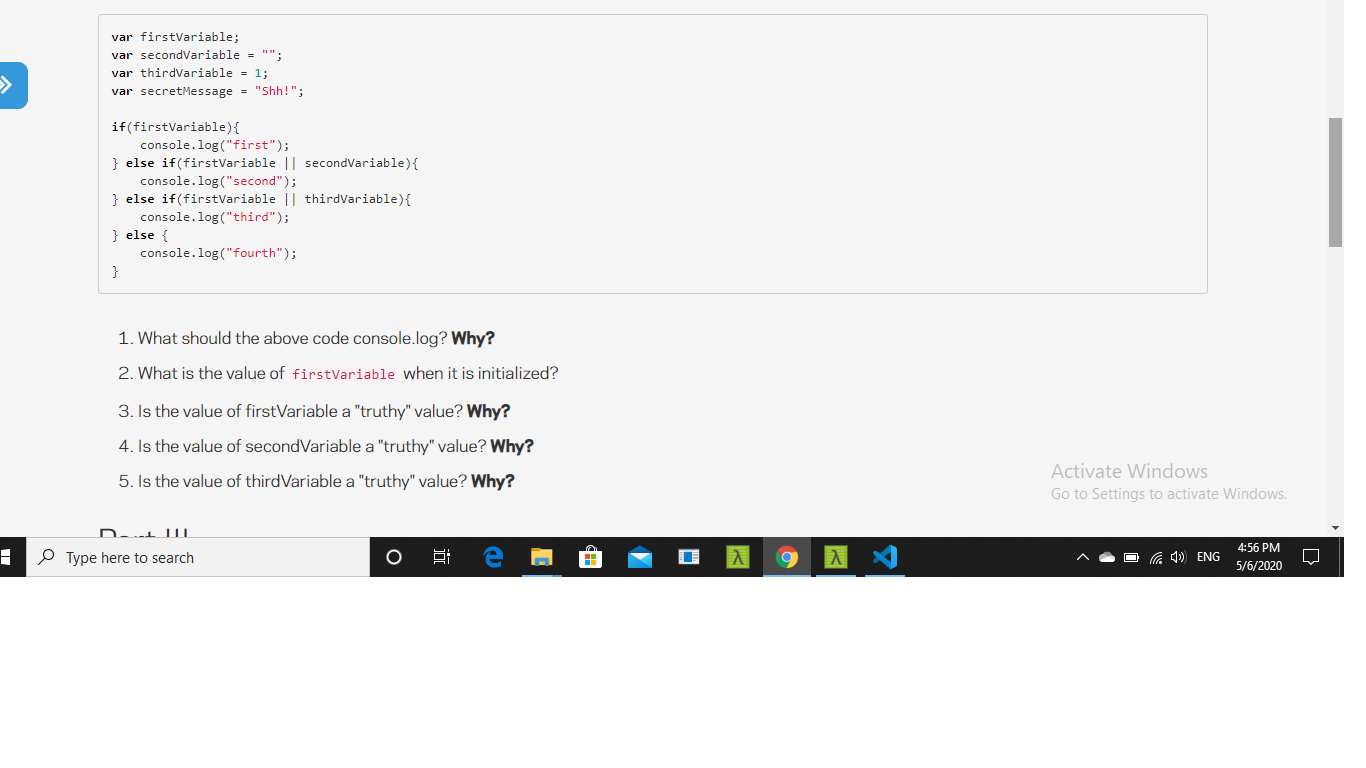 var firstVariable;
var secondVariable = "";
var thirdVariable = 1;
var secretMessage = "Shh!";
if(firstVariable){
    console.log("first");
} else if(firstVariable || secondVariable){
    console.log("second");
} else if(firstVariable || thirdVariable){
    console.log("third");
} else {
    console.log("fourth");
}
1. What should the above code console.log? Why?
2. What is the value of firstVariable when it is initialized?
3. Is the value of firstVariable a "truthy" value? Why?
4. Is the value of secondVariable a "truthy" value? Why?
5. Is the value of thirdVariable a "truthy" value? Why?
Activate Windows
Go to Settings to activate Windows.
Part III
Type here to search
ENG
4:56 PM
5/6/2020